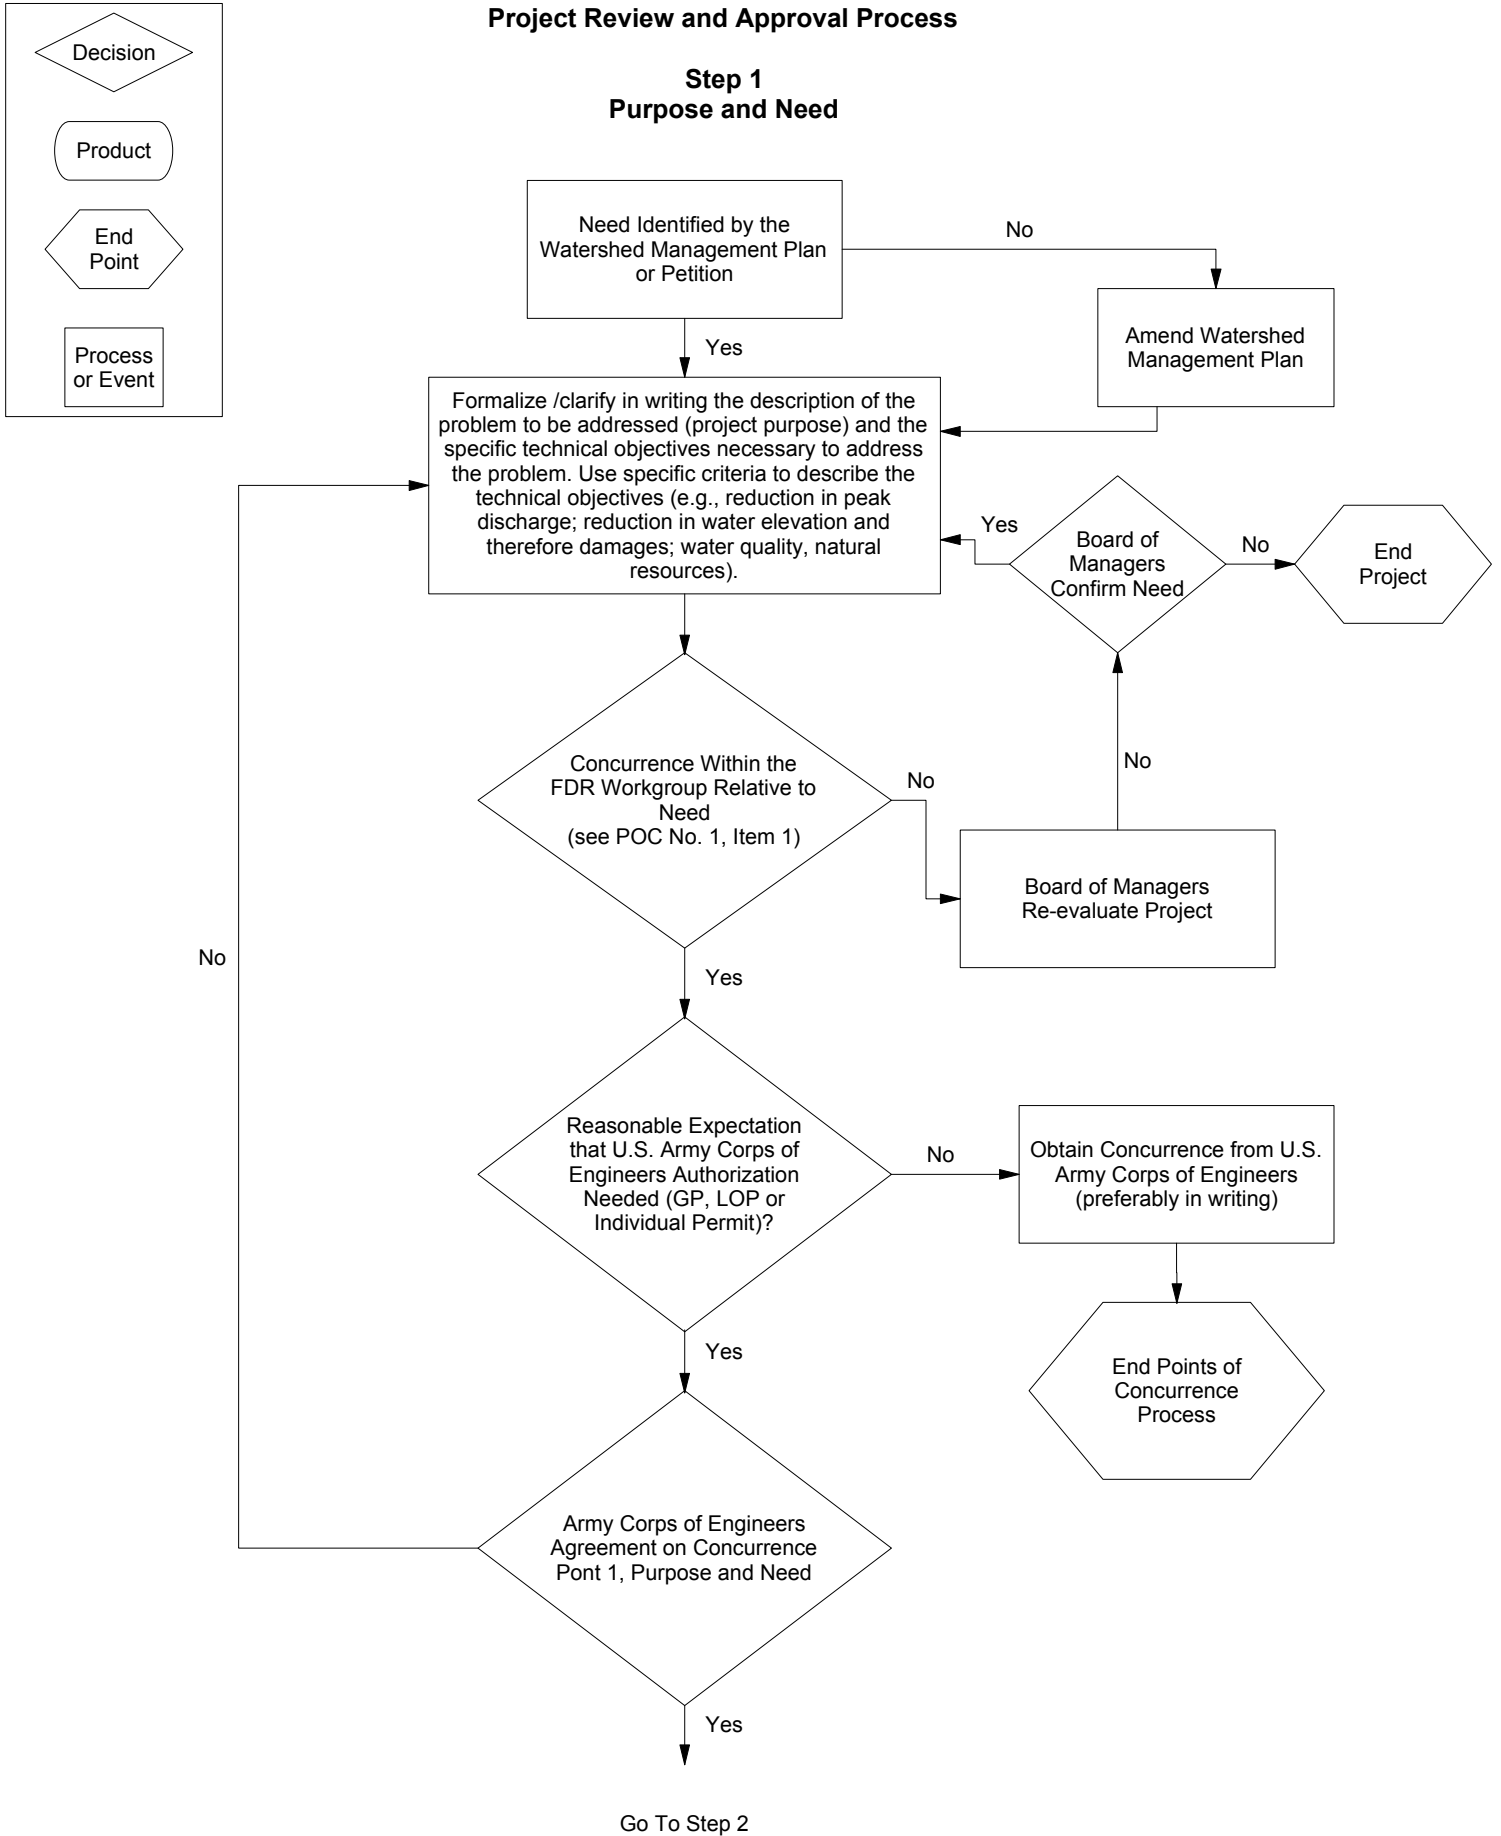 Project Review and Approval Process
Step 1
Purpose and Need
Decision
Product
End
Point
Process
or Event
Need Identified by the
Watershed Management Plan
or Petition
No
Yes
Amend Watershed
Management Plan
Formalize /clarify in writing the description of the
problem to be addressed (project purpose) and the
specific technical objectives necessary to address
the problem. Use specific criteria to describe the
technical objectives (e.g., reduction in peak
discharge; reduction in water elevation and
therefore damages; water quality, natural
resources).
Yes
Board of
Managers
Confirm Need
No
End
Project
Concurrence Within the
FDR Workgroup Relative to
Need
(see POC No. 1, Item 1)
No
No
Board of Managers
Re-evaluate Project
No
Yes
Reasonable Expectation
that U.S. Army Corps of
Engineers Authorization
Needed (GP, LOP or
Individual Permit)?
No
Obtain Concurrence from U.S.
Army Corps of Engineers
(preferably in writing)
Yes
End Points of
Concurrence
Process
Army Corps of Engineers
Agreement on Concurrence
Pont 1, Purpose and Need
Yes
Go To Step 2